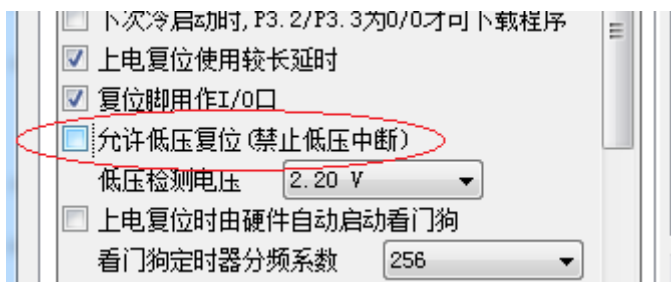 下次冷启动时,P3.2/P3.3为0/0才可下载程序
上电复位使用较长延时
复位脚用作I/O口
允许低压复位(禁止低压中断)
低压检测电压 2.20 V
上电复位时由硬件自动启动看门狗
看门狗定时器分频系数 256